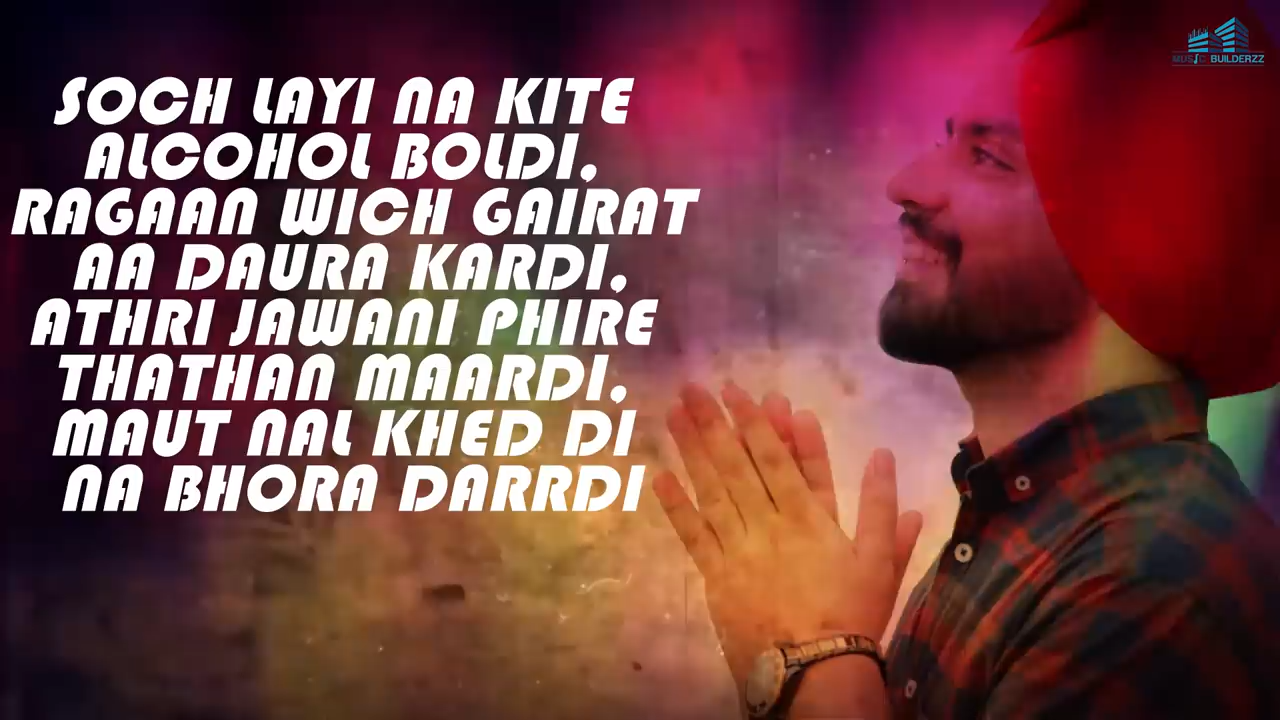 MUSIC BUILDERZZ
SOCH LAYI NA KITE
ALCOHOL BOLDI,
RAGAAN WICH GAIRAT
AA DAURA KARDI,
ATHRI JAWANI PHIRE
THATHAN MAARDI,
MAUT NAL KHED DI
NA BHORA DARRDI